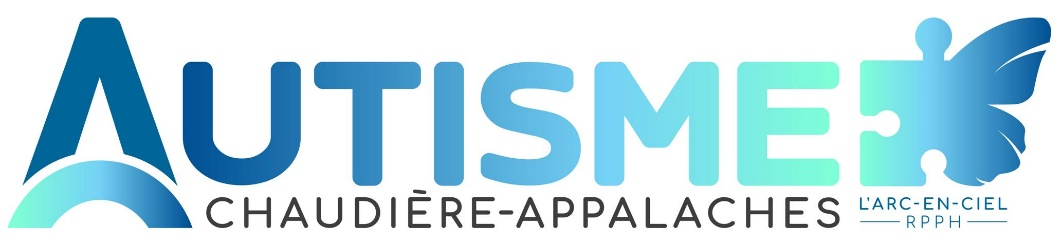 AUTISME
CHAUDIÈRE-APPALACHES
L'ARC-EN-CIEL
RPPH